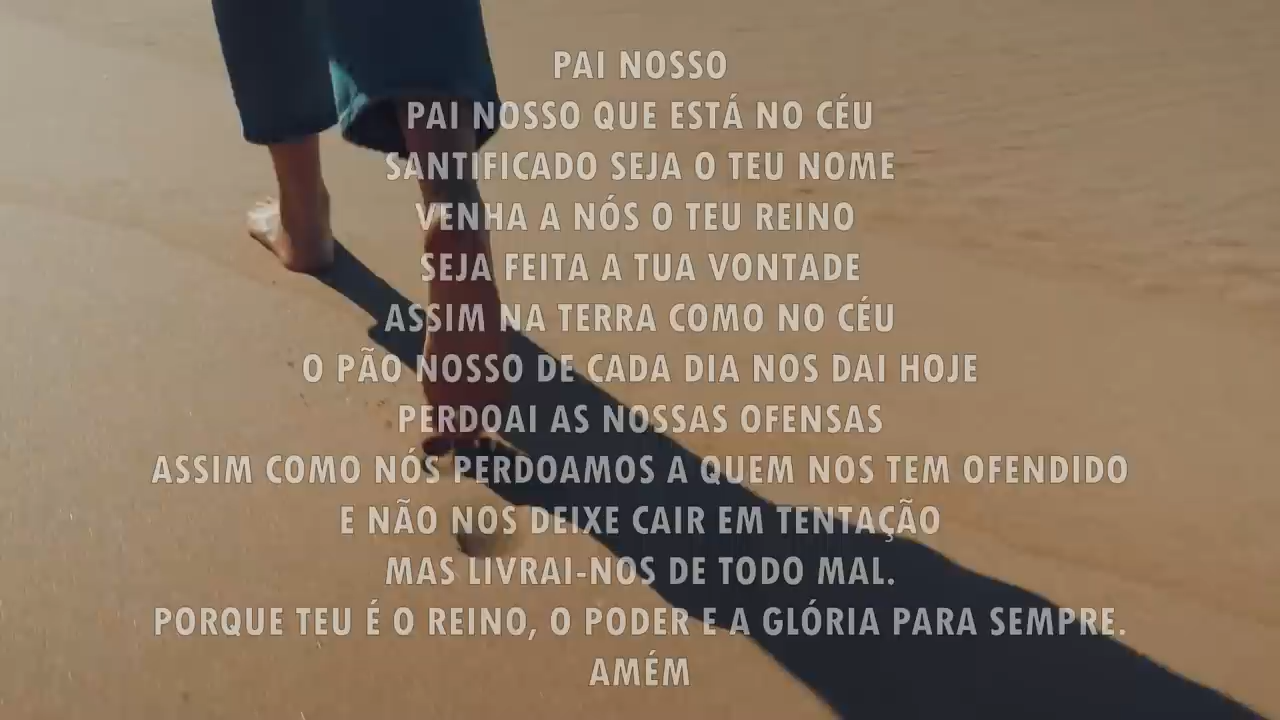 PAI NOSSO
PAI NOSSO QUE ESTÁ NO CÉU
SANTIFICADO SEJA O TEU NOME
VENHA A NÓS O TEU REINO
SEJA FEITA A TUA VONTADE
ASSIM NA TERRA COMO NO CÉU
O PÃO NOSSO DE CADA DIA NOS DAI HOJE
PERDOAI AS NOSSAS OFENSAS
ASSIM COMO NÓS PERDOAMOS A QUEM NOS TEM OFENDIDO
E NÃO NOS DEIXE CAIR EM TENTAÇÃO
MAS LIVRAI-NOS DE TODO MAL.
PORQUE TEU É O REINO, O PODER E A GLÓRIA PARA SEMPRE.
AMÉM